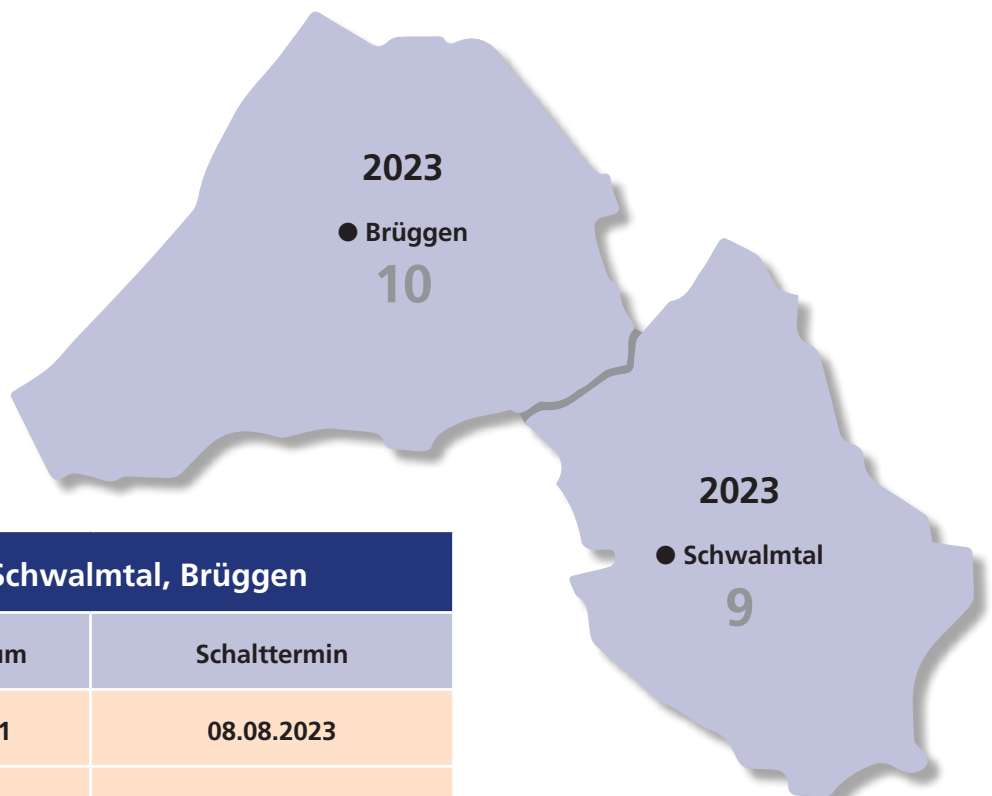 2023
Brüggen
10
2023
Schwalmtal
9
Schwalmtal, Brüggen
Schalttermin
08.08.2023